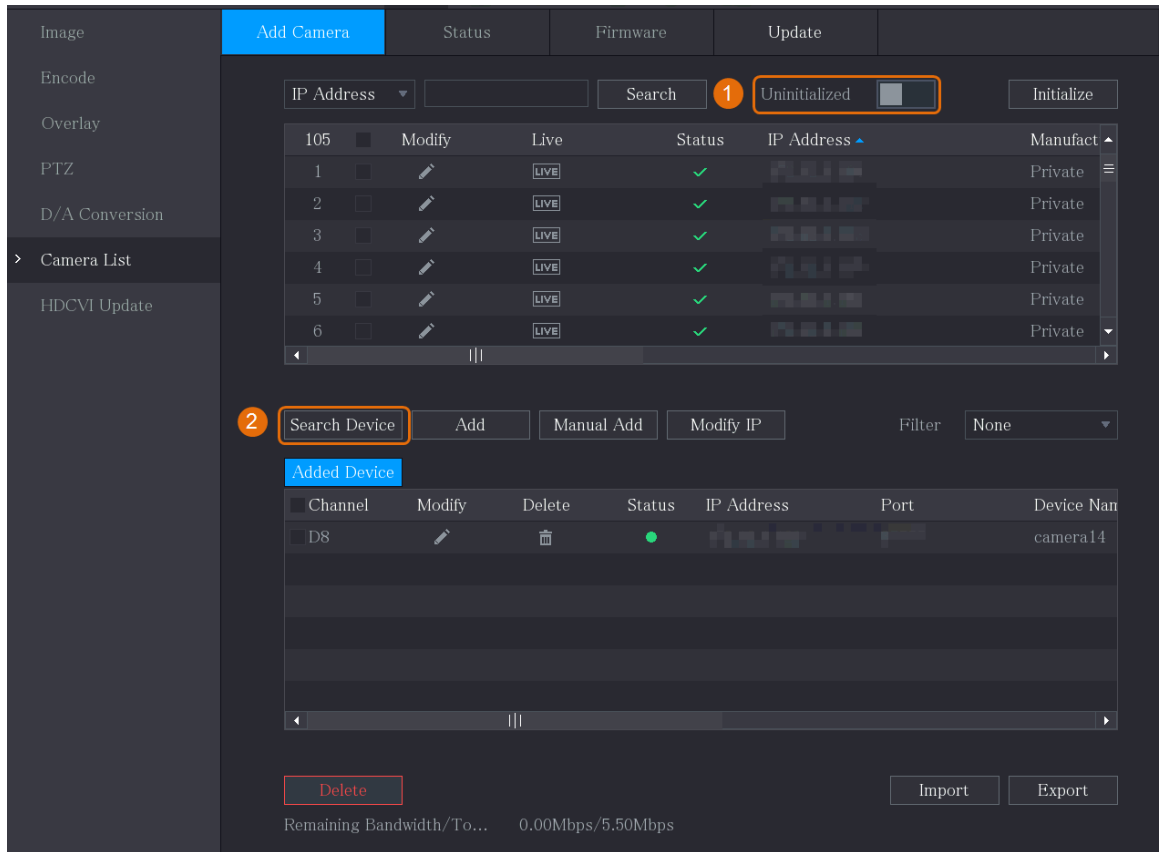 Image
Encode
Overlay
PTZ
D/A Conversion
Camera List
HDCVI Update
Add Camera Status Firmware Update
IP Address Search 1 Uninitialized Initialize
105 Modify Live Status IP Address Manufact
1 LIVE Private
2 LIVE Private
3 LIVE Private
4 LIVE Private
5 LIVE Private
6 LIVE Private
2 Search Device Add Manual Add Modify IP Filter None
Added Device
Channel Modify Delete Status IP Address Port Device Nam
D8 camera14
Delete Import Export
Remaining Bandwidth/To... 0.00Mbps/5.50Mbps